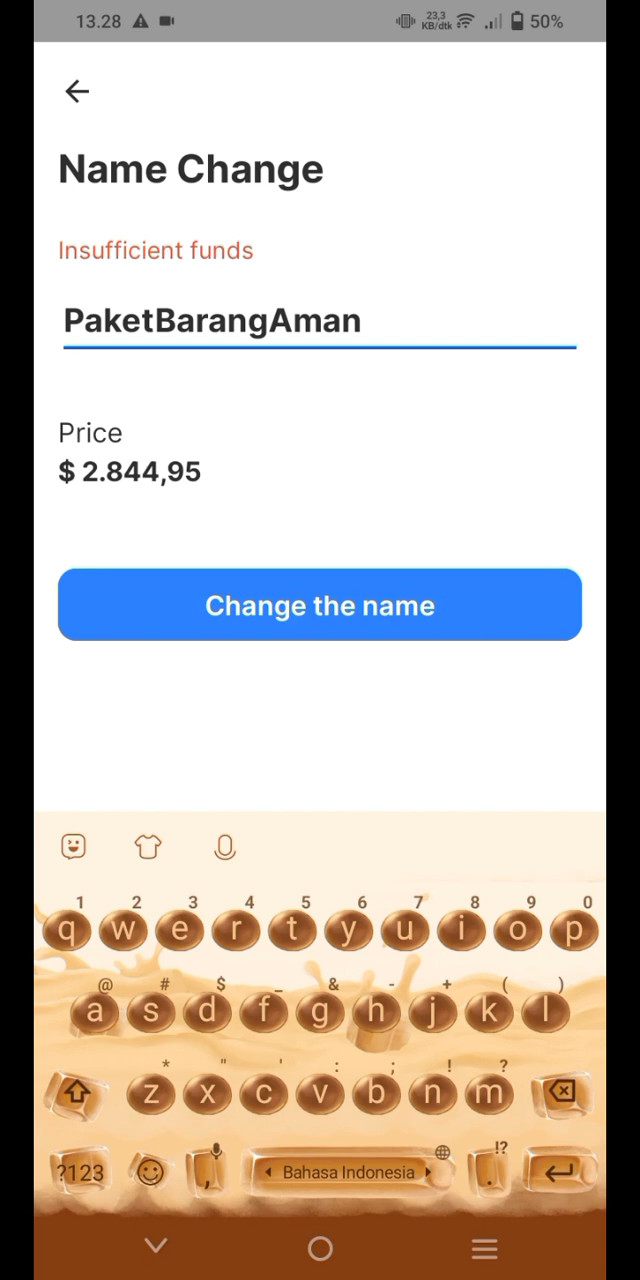 13.28 23,3 KB/dtk 50%
Name Change
Insufficient funds
PaketBarangAman
Price
$ 2.844,95
Change the name
1 2 3 4 5 6 7 8 9 0
q w e r t y u i o p
@ # $ _ & - + ( )
a s d f g h j k l
* " ' : ; ! ?
z x c v b n m
!?
?123 , Bahasa Indonesia .